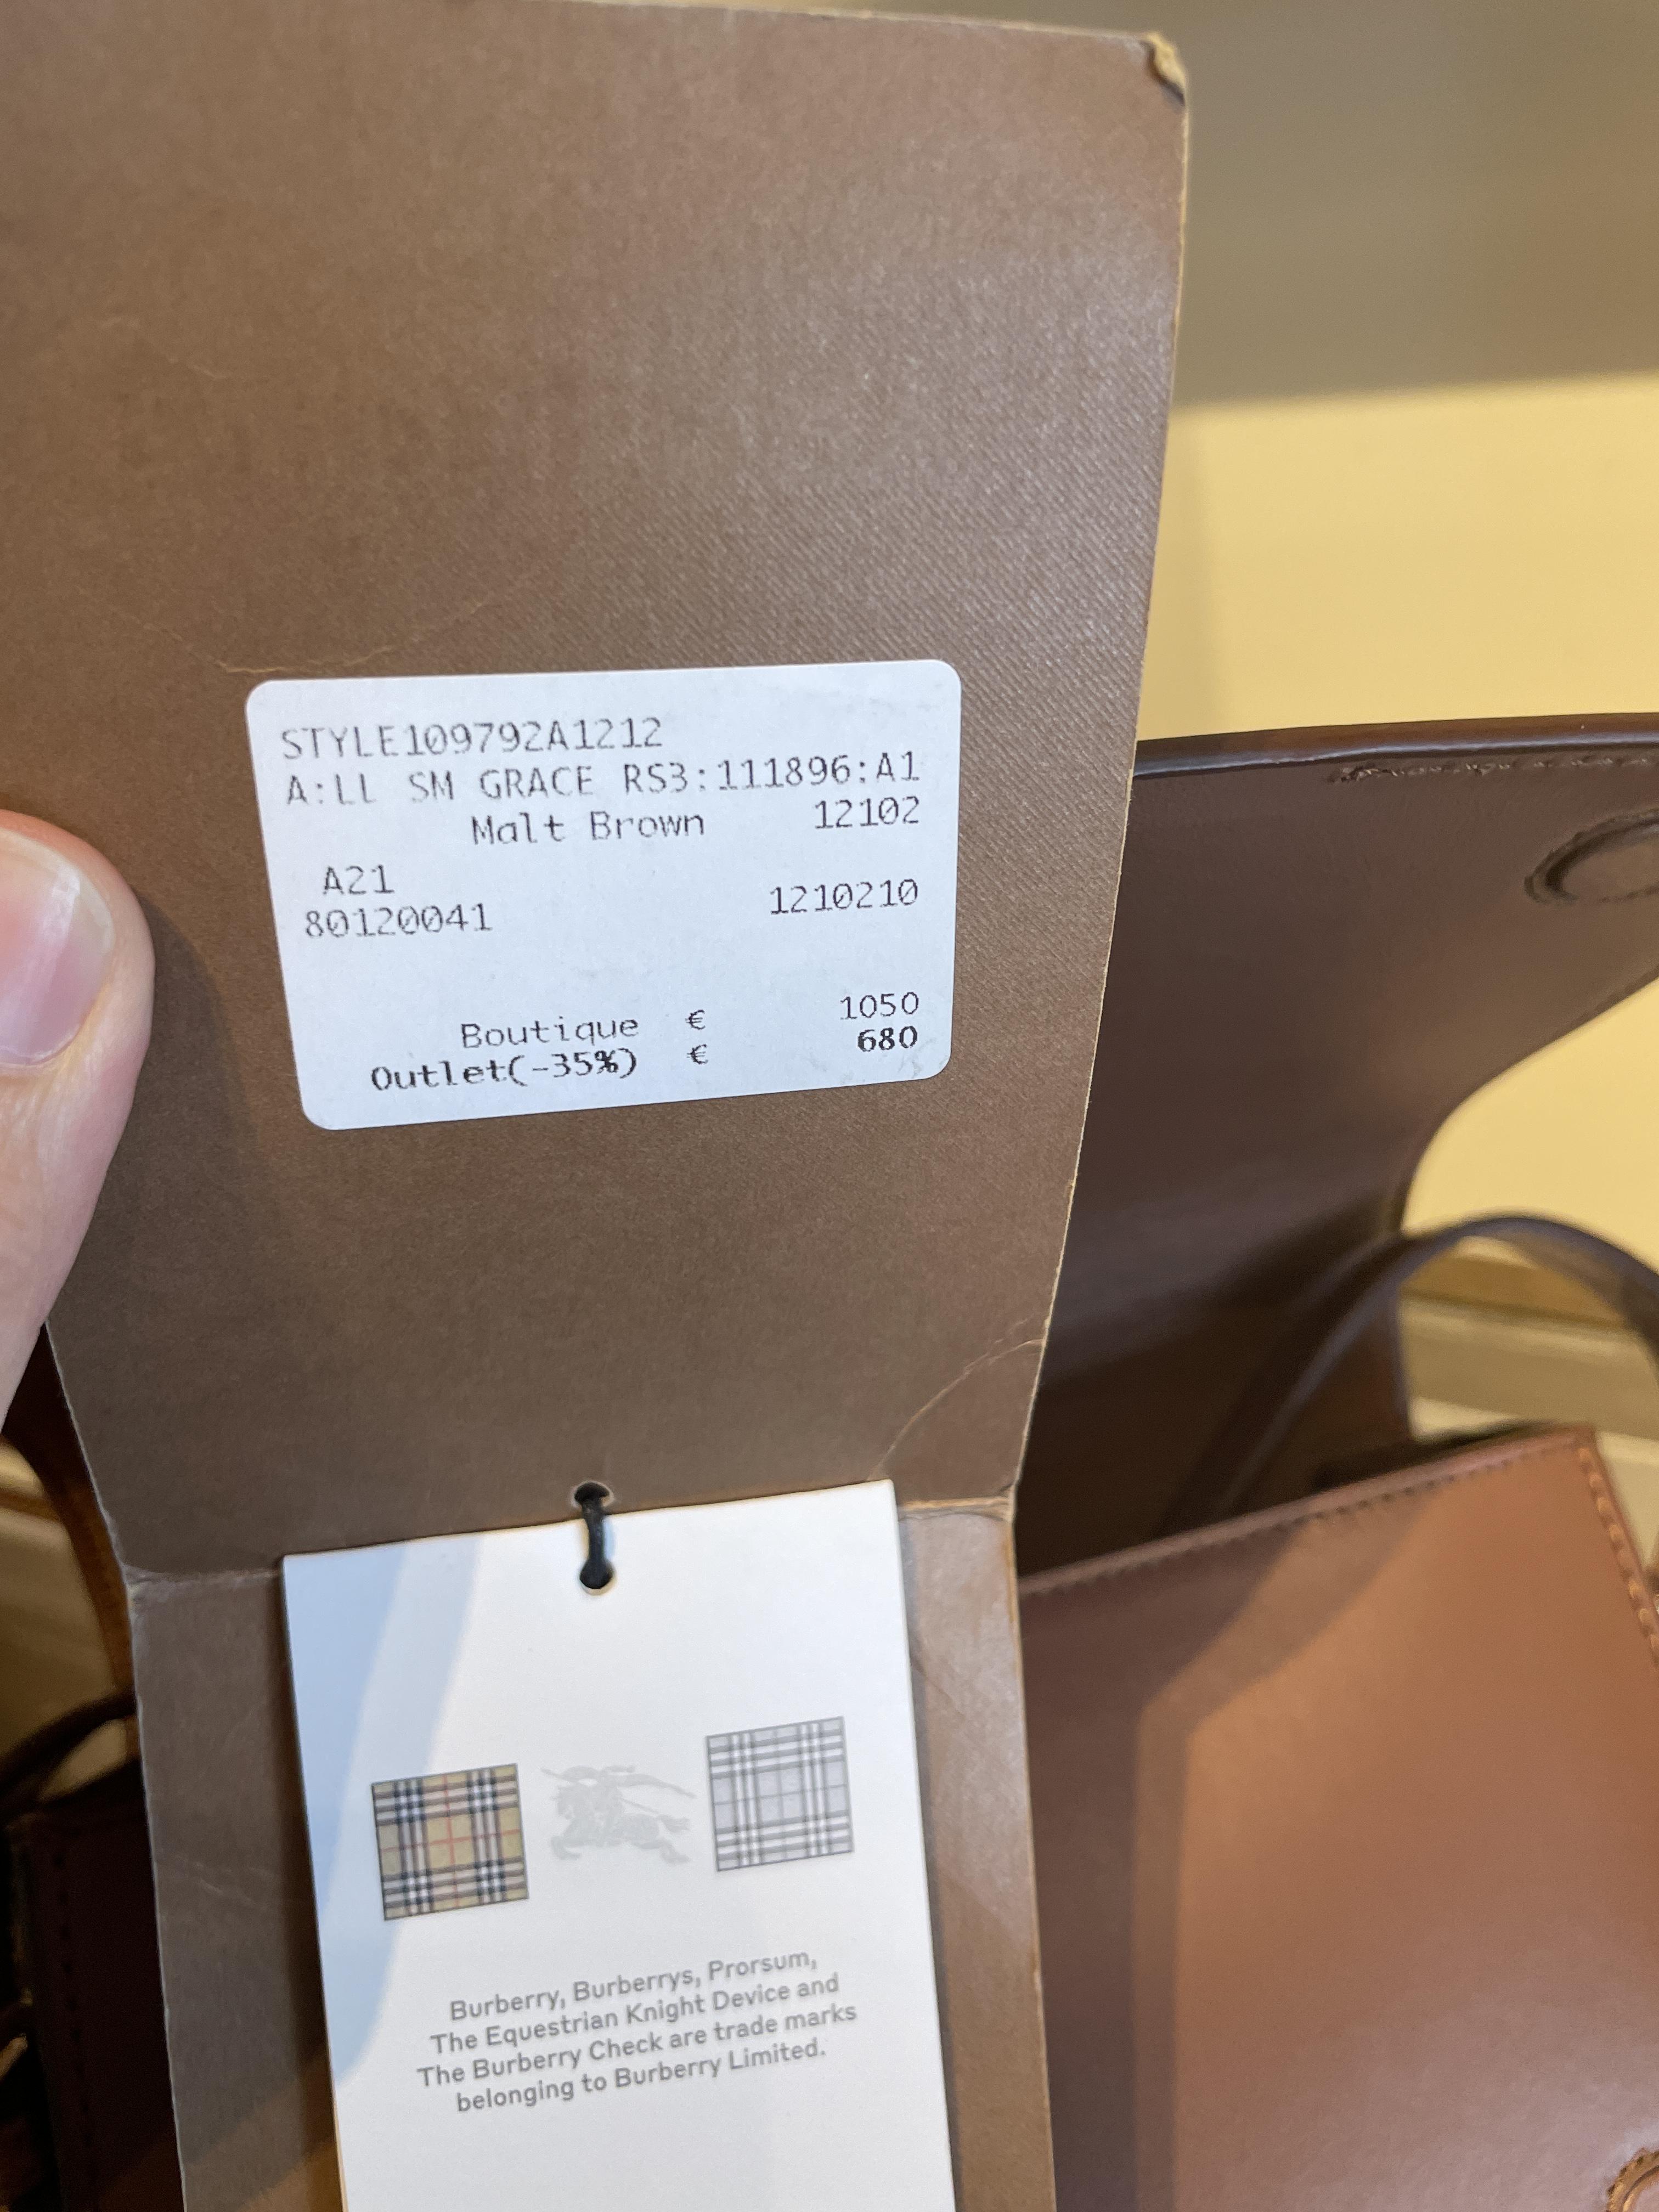 STYLE109792A1212
A:LL SM GRACE RS3:111896:A1
Malt Brown 12102
A21
80120041 1210210
Boutique € 1050
Outlet(-35%) € 680
Burberry, Burberrys, Prorsum,
The Equestrian Knight Device and
The Burberry Check are trade marks
belonging to Burberry Limited.